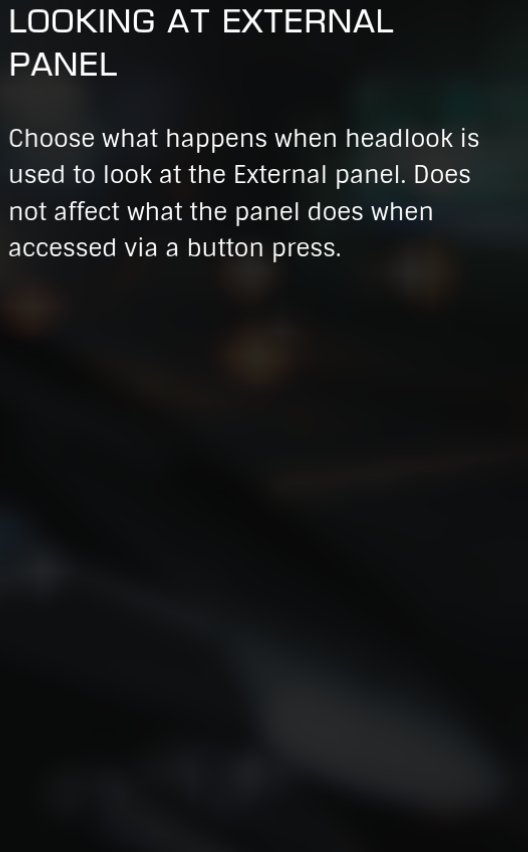 LOOKING AT EXTERNAL
PANEL
Choose what happens when headlook is
used to look at the External panel. Does
not affect what the panel does when
accessed via a button press.